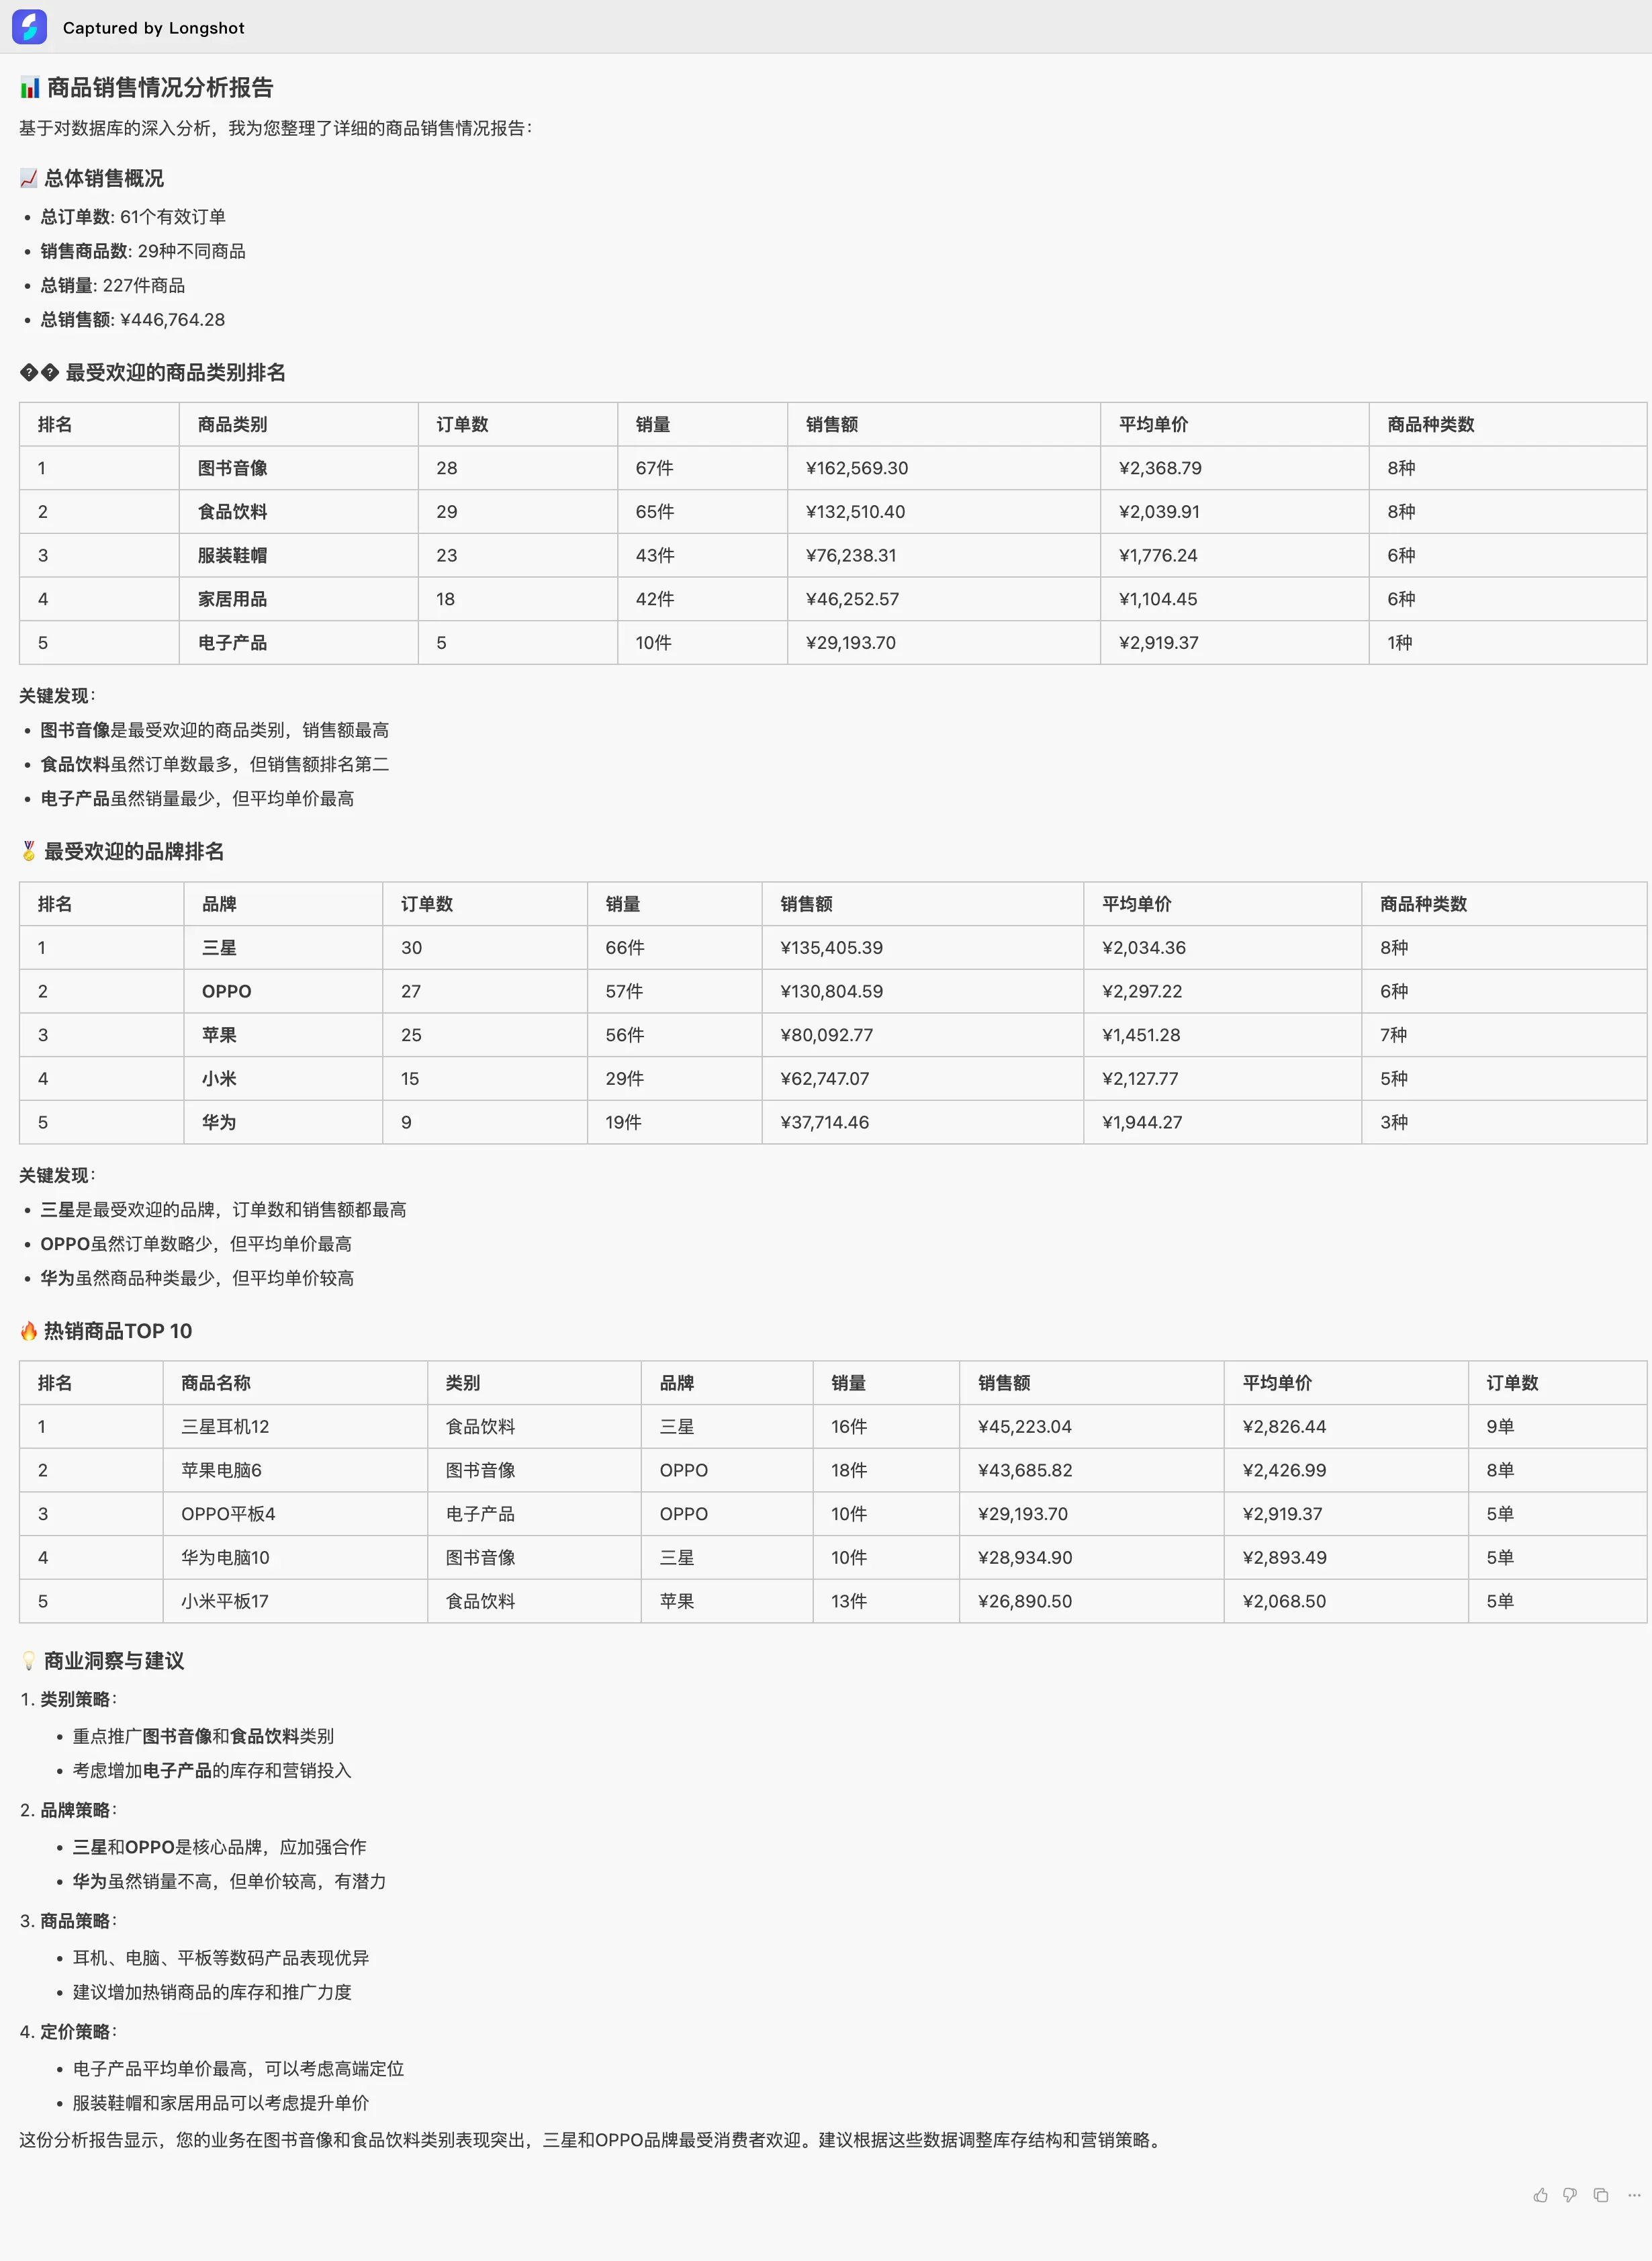 Captured by Longshot
📊 商品销售情况分析报告
基于对数据库的深入分析，我为您整理了详细的商品销售情况报告：
📈 总体销售概况
• 总订单数: 61个有效订单
• 销售商品数: 29种不同商品
• 总销量: 227件商品
• 总销售额: ¥446,764.28
�� 最受欢迎的商品类别排名
排名 商品类别 订单数 销量 销售额 平均单价 商品种类数
1 图书音像 28 67件 ¥162,569.30 ¥2,368.79 8种
2 食品饮料 29 65件 ¥132,510.40 ¥2,039.91 8种
3 服装鞋帽 23 43件 ¥76,238.31 ¥1,776.24 6种
4 家居用品 18 42件 ¥46,252.57 ¥1,104.45 6种
5 电子产品 5 10件 ¥29,193.70 ¥2,919.37 1种
关键发现：
• 图书音像是最受欢迎的商品类别，销售额最高
• 食品饮料虽然订单数最多，但销售额排名第二
• 电子产品虽然销量最少，但平均单价最高
🏅 最受欢迎的品牌排名
排名 品牌 订单数 销量 销售额 平均单价 商品种类数
1 三星 30 66件 ¥135,405.39 ¥2,034.36 8种
2 OPPO 27 57件 ¥130,804.59 ¥2,297.22 6种
3 苹果 25 56件 ¥80,092.77 ¥1,451.28 7种
4 小米 15 29件 ¥62,747.07 ¥2,127.77 5种
5 华为 9 19件 ¥37,714.46 ¥1,944.27 3种
关键发现：
• 三星是最受欢迎的品牌，订单数和销售额都最高
• OPPO虽然订单数略少，但平均单价最高
• 华为虽然商品种类最少，但平均单价较高
🔥 热销商品TOP 10
排名 商品名称 类别 品牌 销量 销售额 平均单价 订单数
1 三星耳机12 食品饮料 三星 16件 ¥45,223.04 ¥2,826.44 9单
2 苹果电脑6 图书音像 OPPO 18件 ¥43,685.82 ¥2,426.99 8单
3 OPPO平板4 电子产品 OPPO 10件 ¥29,193.70 ¥2,919.37 5单
4 华为电脑10 图书音像 三星 10件 ¥28,934.90 ¥2,893.49 5单
5 小米平板17 食品饮料 苹果 13件 ¥26,890.50 ¥2,068.50 5单
💡 商业洞察与建议
1. 类别策略：
• 重点推广图书音像和食品饮料类别
• 考虑增加电子产品的库存和营销投入
2. 品牌策略：
• 三星和OPPO是核心品牌，应加强合作
• 华为虽然销量不高，但单价较高，有潜力
3. 商品策略：
• 耳机、电脑、平板等数码产品表现优异
• 建议增加热销商品的库存和推广力度
4. 定价策略：
• 电子产品平均单价最高，可以考虑高端定位
• 服装鞋帽和家居用品可以考虑提升单价
这份分析报告显示，您的业务在图书音像和食品饮料类别表现突出，三星和OPPO品牌最受消费者欢迎。建议根据这些数据调整库存结构和营销策略。